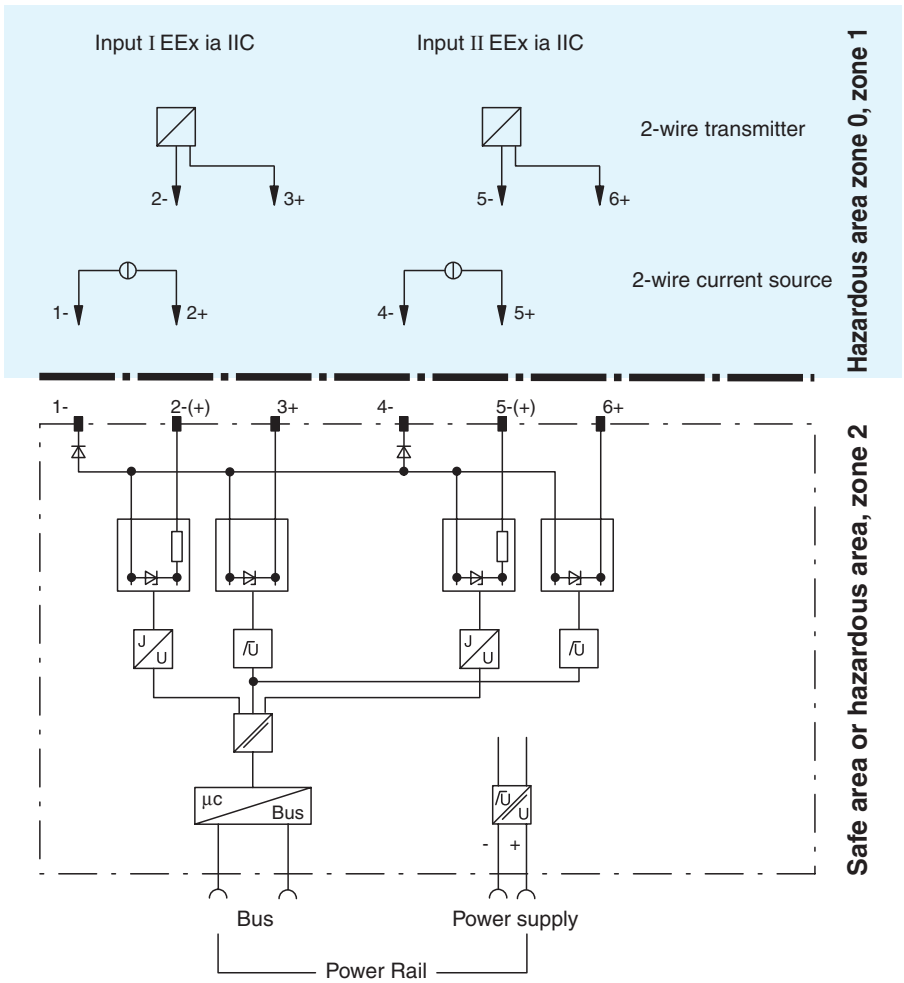 Input I EEx ia IIC
Input II EEx ia IIC
2-wire transmitter
2-
3+
5-
6+
2-wire current source
1-
2+
4-
5+
Hazardous area zone 0, zone 1
1-
2-(+)
3+
4-
5-(+)
6+
J
U
/Ū
J
U
/Ū
µc
Bus
/Ū
U
-
+
Bus
Power supply
Power Rail
Safe area or hazardous area, zone 2